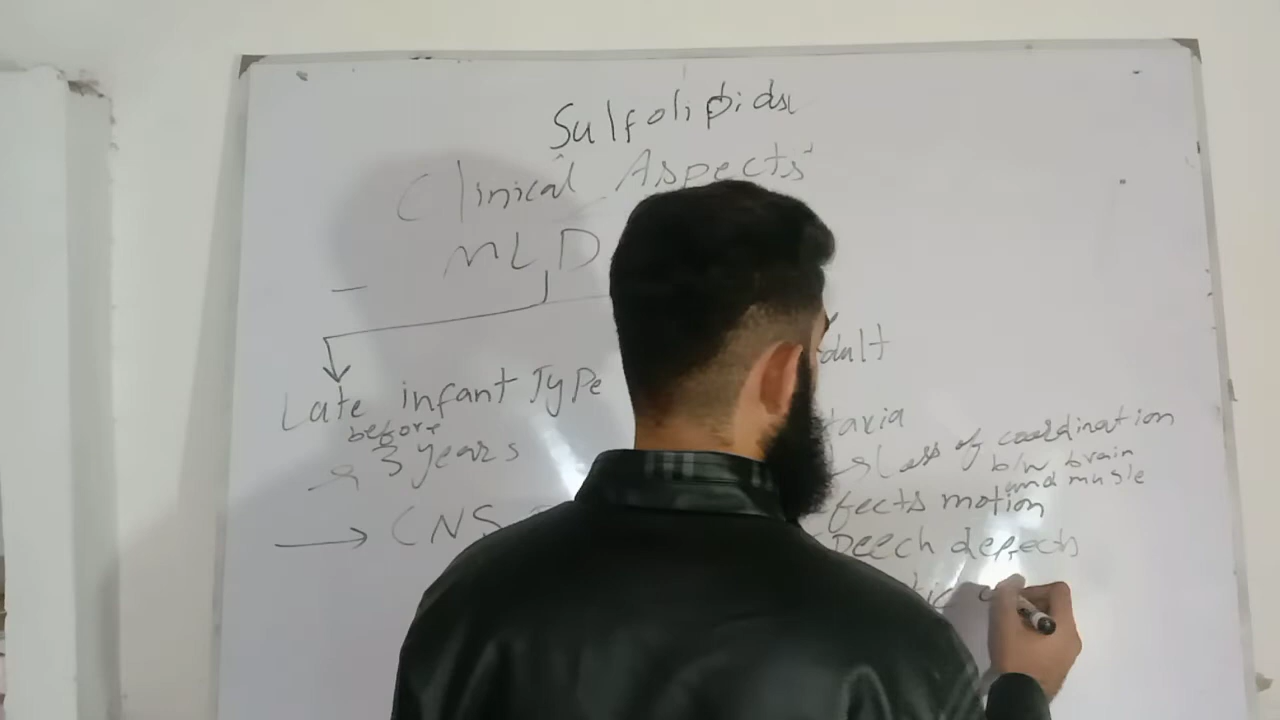 Sulfolipids
Clinical Aspects
MLD
Late infant Type
before
3 years
→ CNS
dult
taxia
Loss of coordination
b/w brain
and musle
fects motion
peech defects